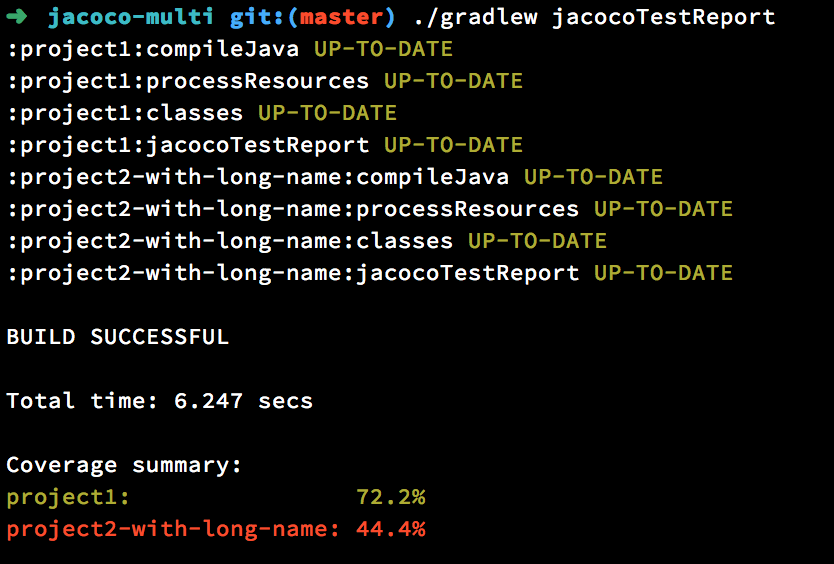 ➜ jacoco-multi git:(master) ./gradlew jacocoTestReport
:project1:compileJava UP-TO-DATE
:project1:processResources UP-TO-DATE
:project1:classes UP-TO-DATE
:project1:jacocoTestReport UP-TO-DATE
:project2-with-long-name:compileJava UP-TO-DATE
:project2-with-long-name:processResources UP-TO-DATE
:project2-with-long-name:classes UP-TO-DATE
:project2-with-long-name:jacocoTestReport UP-TO-DATE
BUILD SUCCESSFUL
Total time: 6.247 secs
Coverage summary:
project1: 72.2%
project2-with-long-name: 44.4%